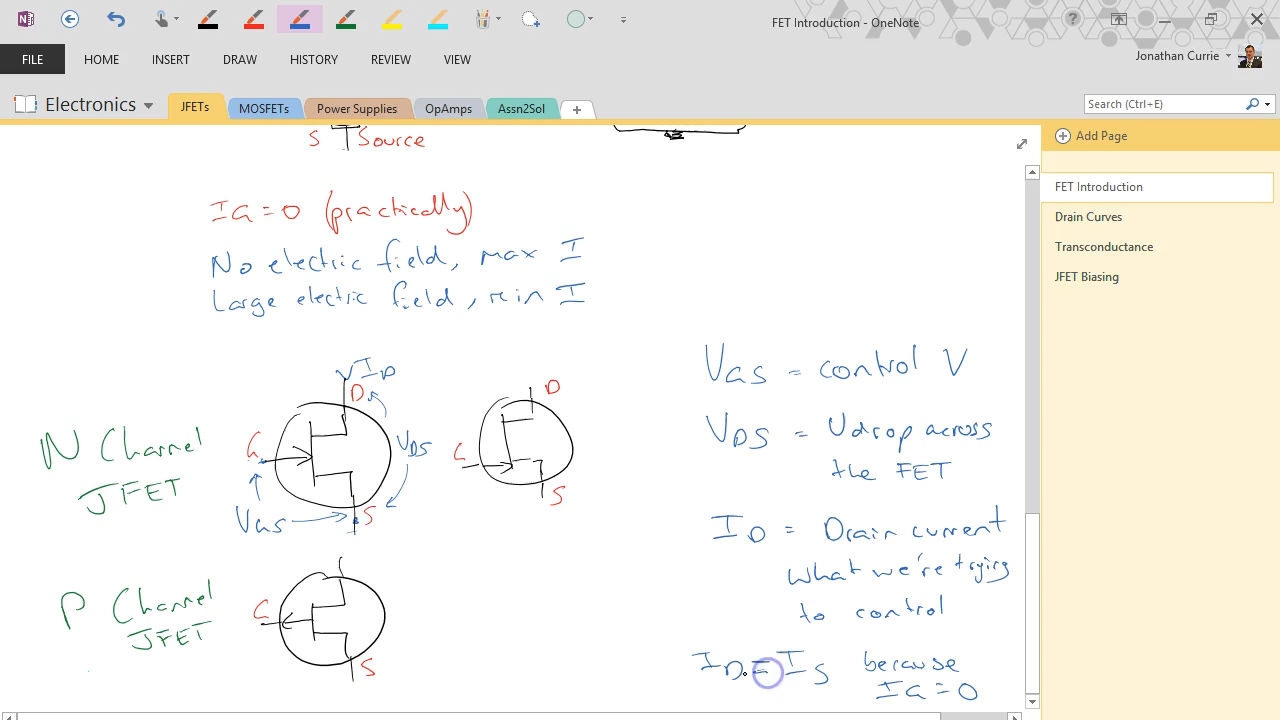 FET Introduction - OneNote
?
FILE
HOME
INSERT
DRAW
HISTORY
REVIEW
VIEW
Jonathan Currie
Electronics
JFETs
MOSFETs
Power Supplies
OpAmps
Assn2Sol
Search (Ctrl+E)
Add Page
FET Introduction
Drain Curves
Transconductance
JFET Biasing
S Source
IG = 0 (practically)
No electric field, max I
Large electric field, min I
N Channel
JFET
ID
D
G
VDS
VGS
S
D
G
S
P Channel
JFET
G
S
VGS = control V
VDS = Vdrop across
the FET
ID = Drain current
what we're trying
to control
ID = IS because
IG = 0